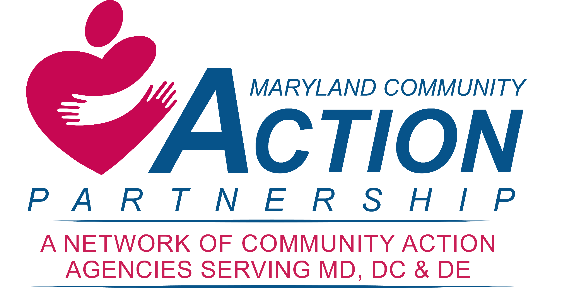 MARYLAND COMMUNITY
ACTION
PARTNERSHIP
A NETWORK OF COMMUNITY ACTION
AGENCIES SERVING MD, DC & DE